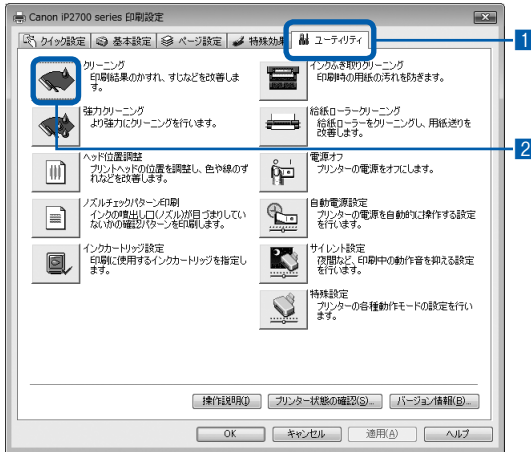 Canon iP2700 series 印刷設定
クイック設定 基本設定 ページ設定 特殊効果 ユーティリティ
1
クリーニング
印刷結果のかすれ、すじなどを改善しま
す。
インクふき取りクリーニング
印刷時の用紙の汚れを防ぎます。
強力クリーニング
より強力にクリーニングを行います。
給紙ローラークリーニング
給紙ローラーをクリーニングし、用紙送りを
改善します。
2
ヘッド位置調整
プリントヘッドの位置を調整し、色や線のず
れなどを改善します。
電源オフ
プリンターの電源をオフにします。
ノズルチェックパターン印刷
インクの噴出し口(ノズル)が目づまりしてい
ないかの確認パターンを印刷します。
自動電源設定
プリンターの電源を自動的に操作する設定
を行います。
インクカートリッジ設定
印刷に使用するインクカートリッジを指定し
ます。
サイレント設定
夜間など、印刷中の動作音を抑える設定
を行います。
特殊設定
プリンターの各種動作モードの設定を行い
ます。
操作説明(I) プリンター状態の確認(S)... バージョン情報(B)...
OK キャンセル 適用(A) ヘルプ